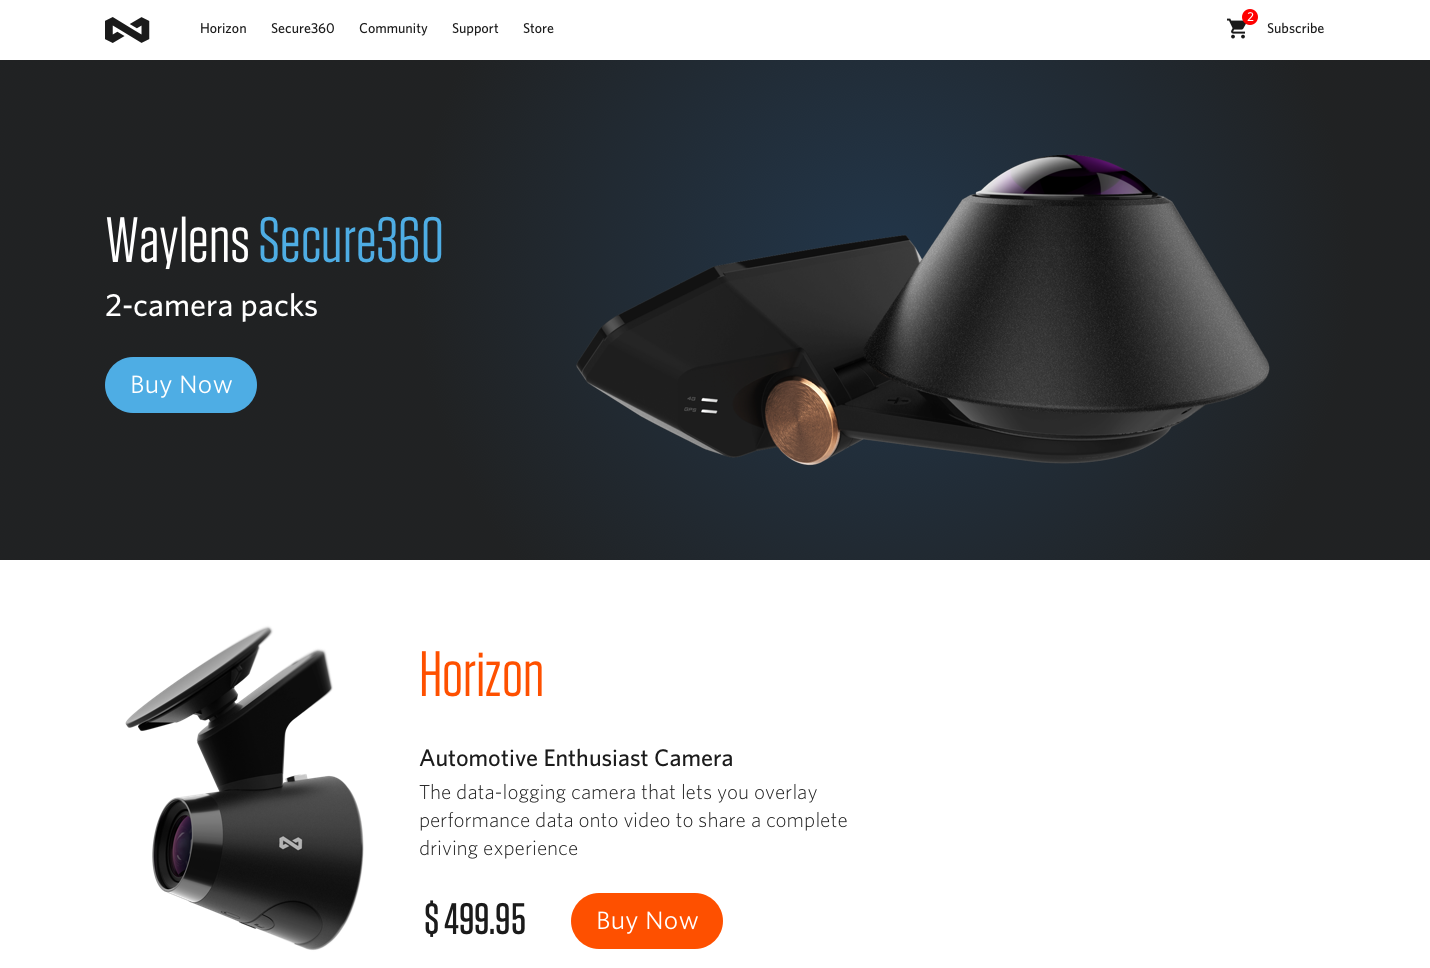 Horizon Secure360 Community Support Store 2 Subscribe
Waylens Secure360
2-camera packs
Buy Now
4G
GPS
Horizon
Automotive Enthusiast Camera
The data-logging camera that lets you overlay
performance data onto video to share a complete
driving experience
$ 499.95 Buy Now